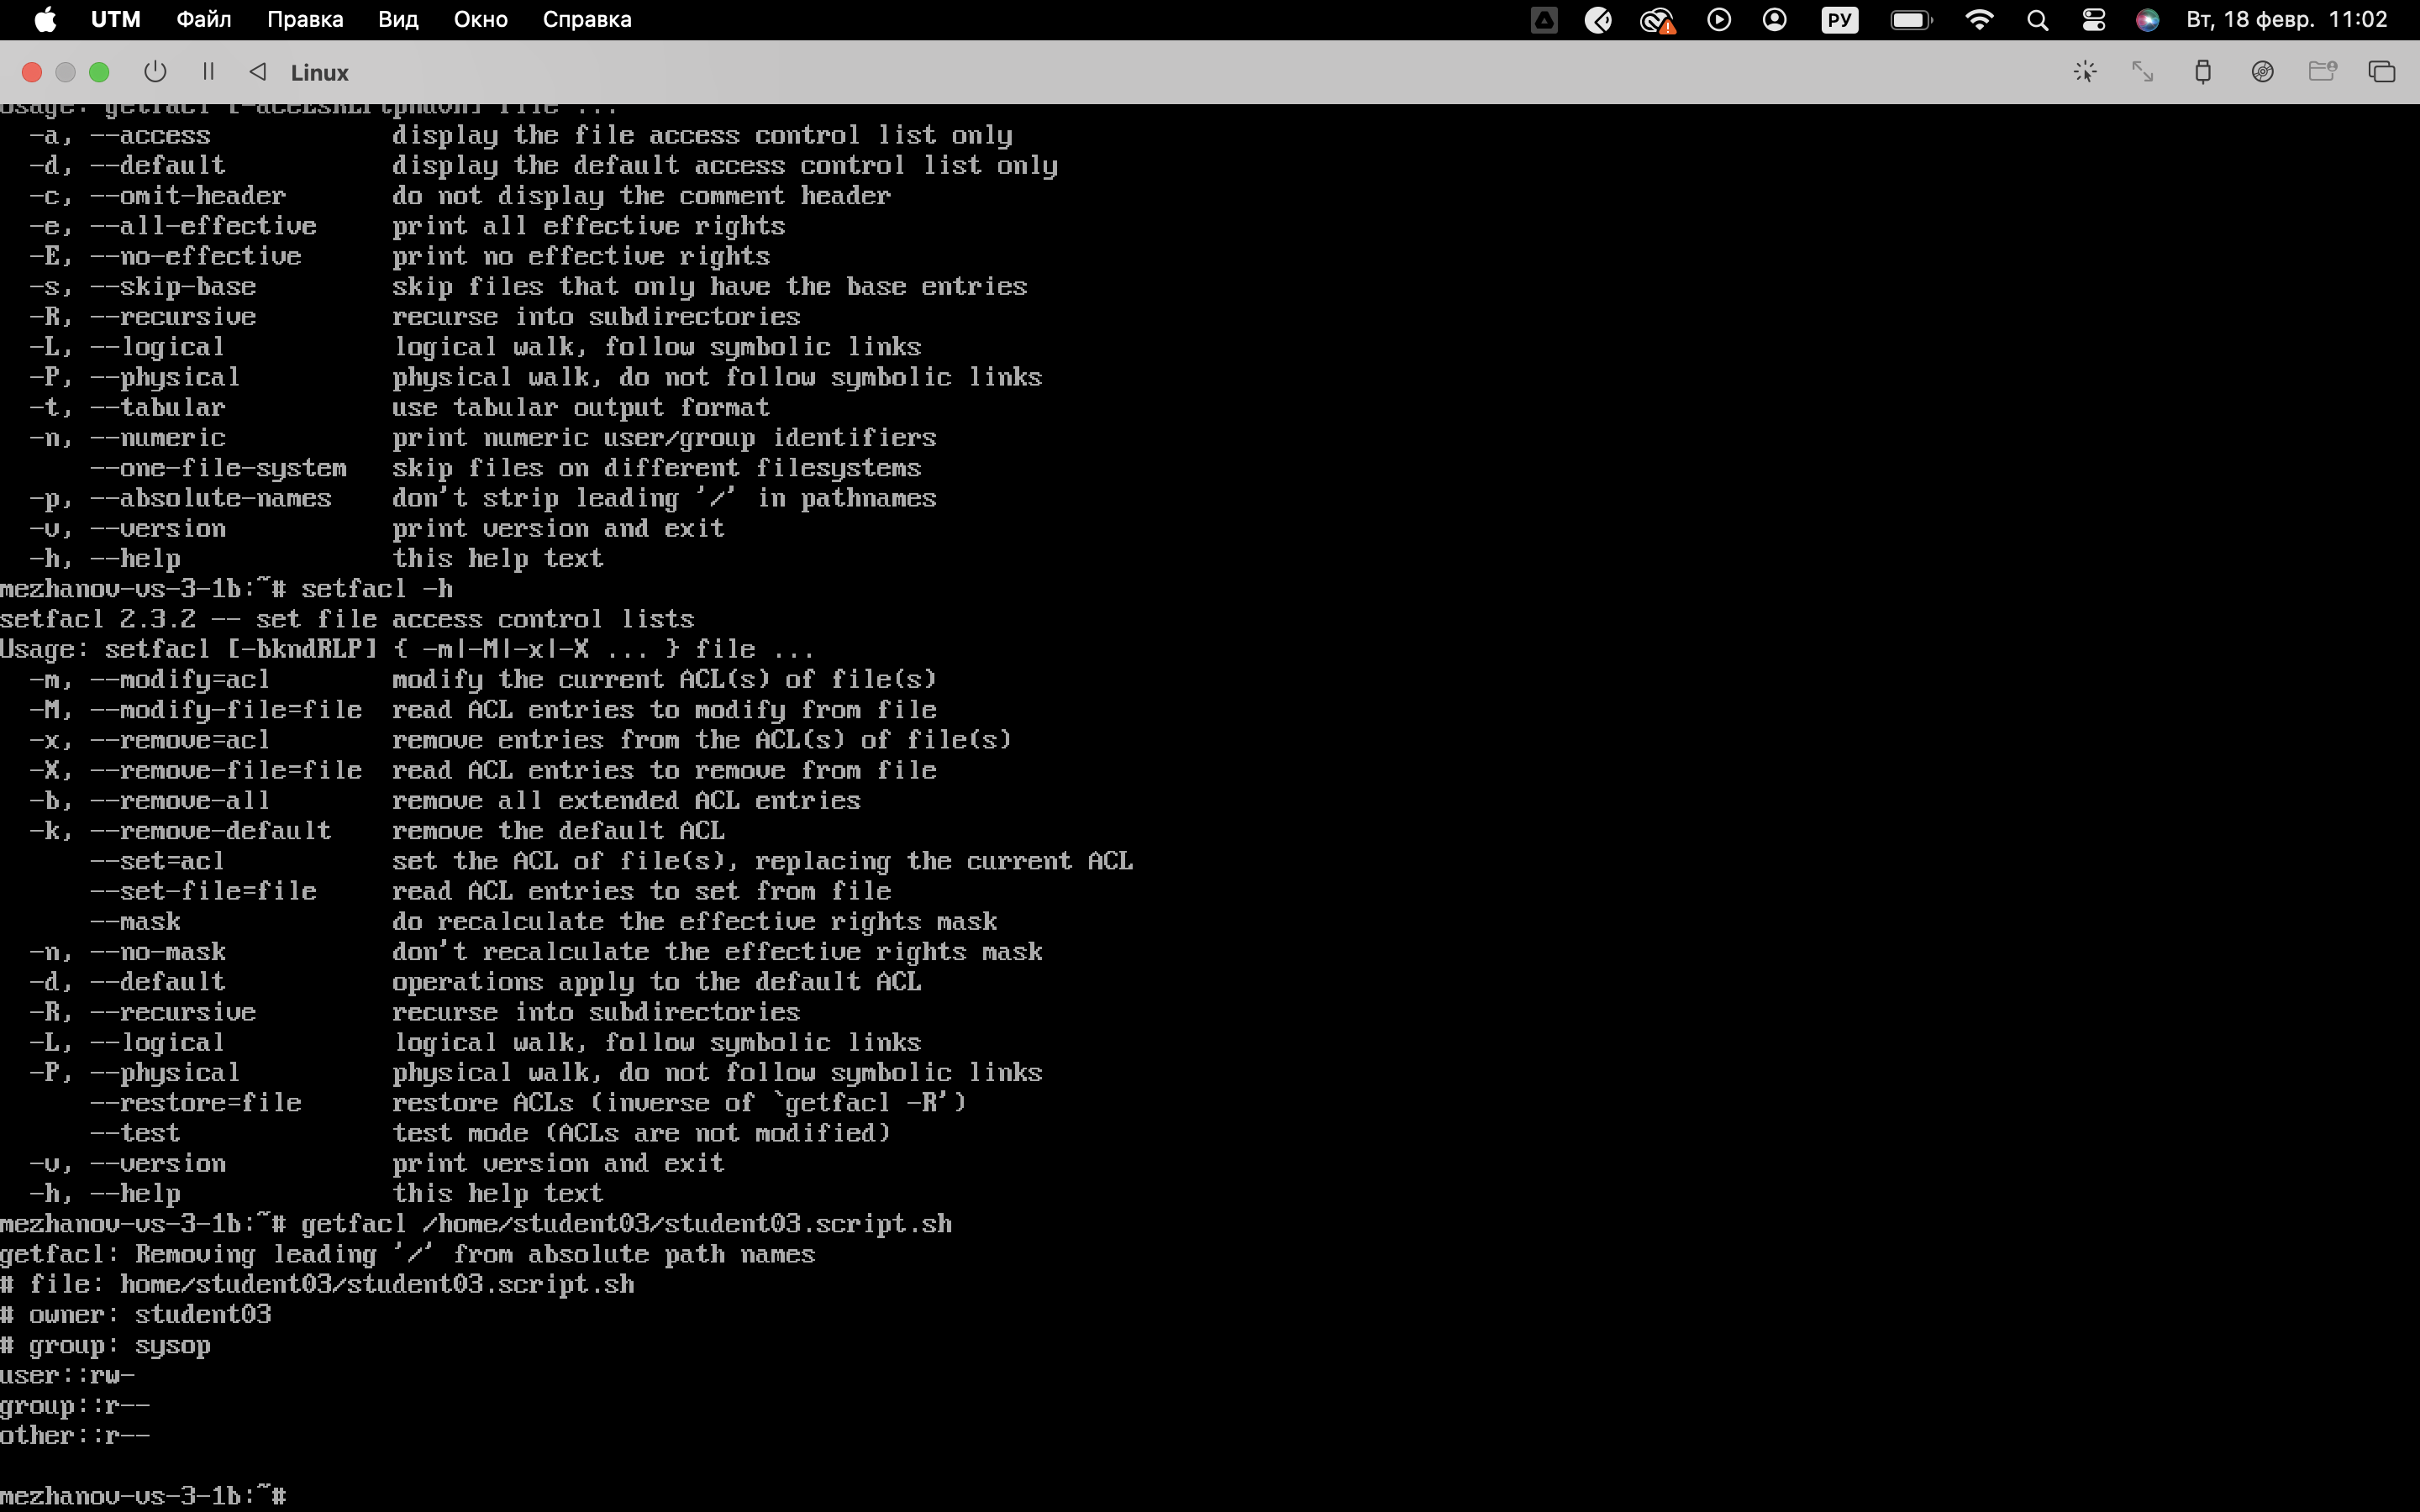 UTM Файл Правка Вид Окно Справка РУ Вт, 18 февр. 11:02
Linux
Usage: getfacl [-aceEsRLPtpndvh] file ...
-a, --access display the file access control list only
-d, --default display the default access control list only
-c, --omit-header do not display the comment header
-e, --all-effective print all effective rights
-E, --no-effective print no effective rights
-s, --skip-base skip files that only have the base entries
-R, --recursive recurse into subdirectories
-L, --logical logical walk, follow symbolic links
-P, --physical physical walk, do not follow symbolic links
-t, --tabular use tabular output format
-n, --numeric print numeric user/group identifiers
--one-file-system skip files on different filesystems
-p, --absolute-names don't strip leading '/' in pathnames
-v, --version print version and exit
-h, --help this help text
mezhanov-vs-3-1b:~# setfacl -h
setfacl 2.3.2 -- set file access control lists
Usage: setfacl [-bkndRLP] { -m|-M|-x|-X ... } file ...
-m, --modify=acl modify the current ACL(s) of file(s)
-M, --modify-file=file read ACL entries to modify from file
-x, --remove=acl remove entries from the ACL(s) of file(s)
-X, --remove-file=file read ACL entries to remove from file
-b, --remove-all remove all extended ACL entries
-k, --remove-default remove the default ACL
--set=acl set the ACL of file(s), replacing the current ACL
--set-file=file read ACL entries to set from file
--mask do recalculate the effective rights mask
-n, --no-mask don't recalculate the effective rights mask
-d, --default operations apply to the default ACL
-R, --recursive recurse into subdirectories
-L, --logical logical walk, follow symbolic links
-P, --physical physical walk, do not follow symbolic links
--restore=file restore ACLs (inverse of `getfacl -R')
--test test mode (ACLs are not modified)
-v, --version print version and exit
-h, --help this help text
mezhanov-vs-3-1b:~# getfacl /home/student03/student03.script.sh
getfacl: Removing leading '/' from absolute path names
# file: home/student03/student03.script.sh
# owner: student03
# group: sysop
user::rw-
group::r--
other::r--
mezhanov-vs-3-1b:~#